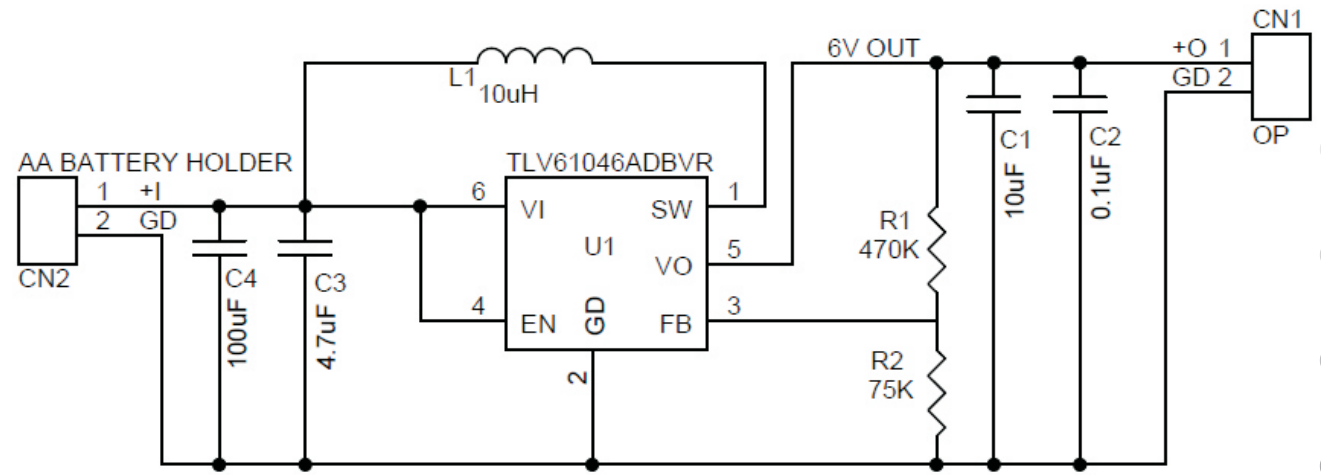 CN1
6V OUT
+O 1
GD 2
L1
10uH
C1
10uF
C2
0.1uF
OP
AA BATTERY HOLDER
TLV61046ADBVR
1 +I
2 GD
CN2
6
VI
SW
1
U1
R1
470K
VO
5
C4
100uF
C3
4.7uF
4
EN
GD
FB
3
2
R2
75K